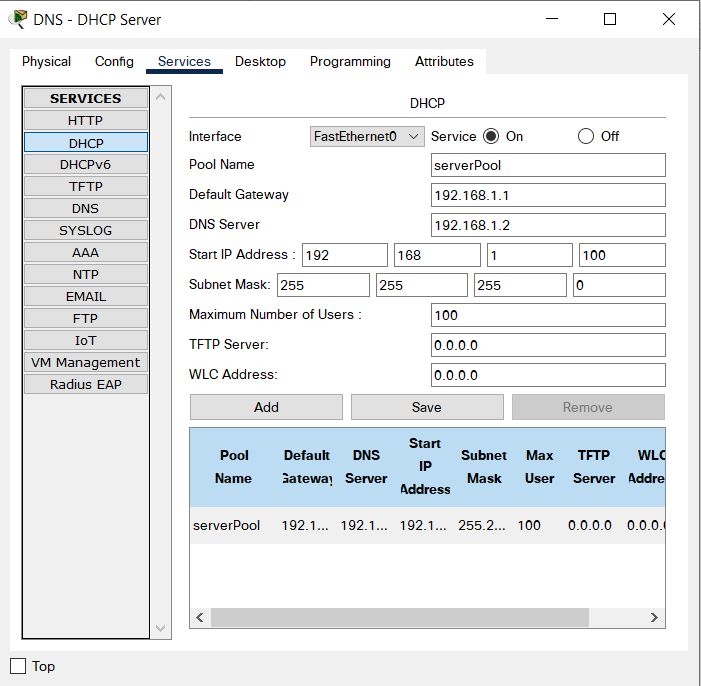 DNS - DHCP Server
Physical Config Services Desktop Programming Attributes
SERVICES
HTTP
DHCP
DHCPv6
TFTP
DNS
SYSLOG
AAA
NTP
EMAIL
FTP
IoT
VM Management
Radius EAP
DHCP
Interface FastEthernet0 Service On Off
Pool Name serverPool
Default Gateway 192.168.1.1
DNS Server 192.168.1.2
Start IP Address : 192 168 1 100
Subnet Mask: 255 255 255 0
Maximum Number of Users : 100
TFTP Server: 0.0.0.0
WLC Address: 0.0.0.0
Add Save Remove
Pool Name Default Gateway DNS Server Start IP Address Subnet Mask Max User TFTP Server WLC Addre
serverPool 192.1... 192.1... 192.1... 255.2... 100 0.0.0.0 0.0.0.0
Top